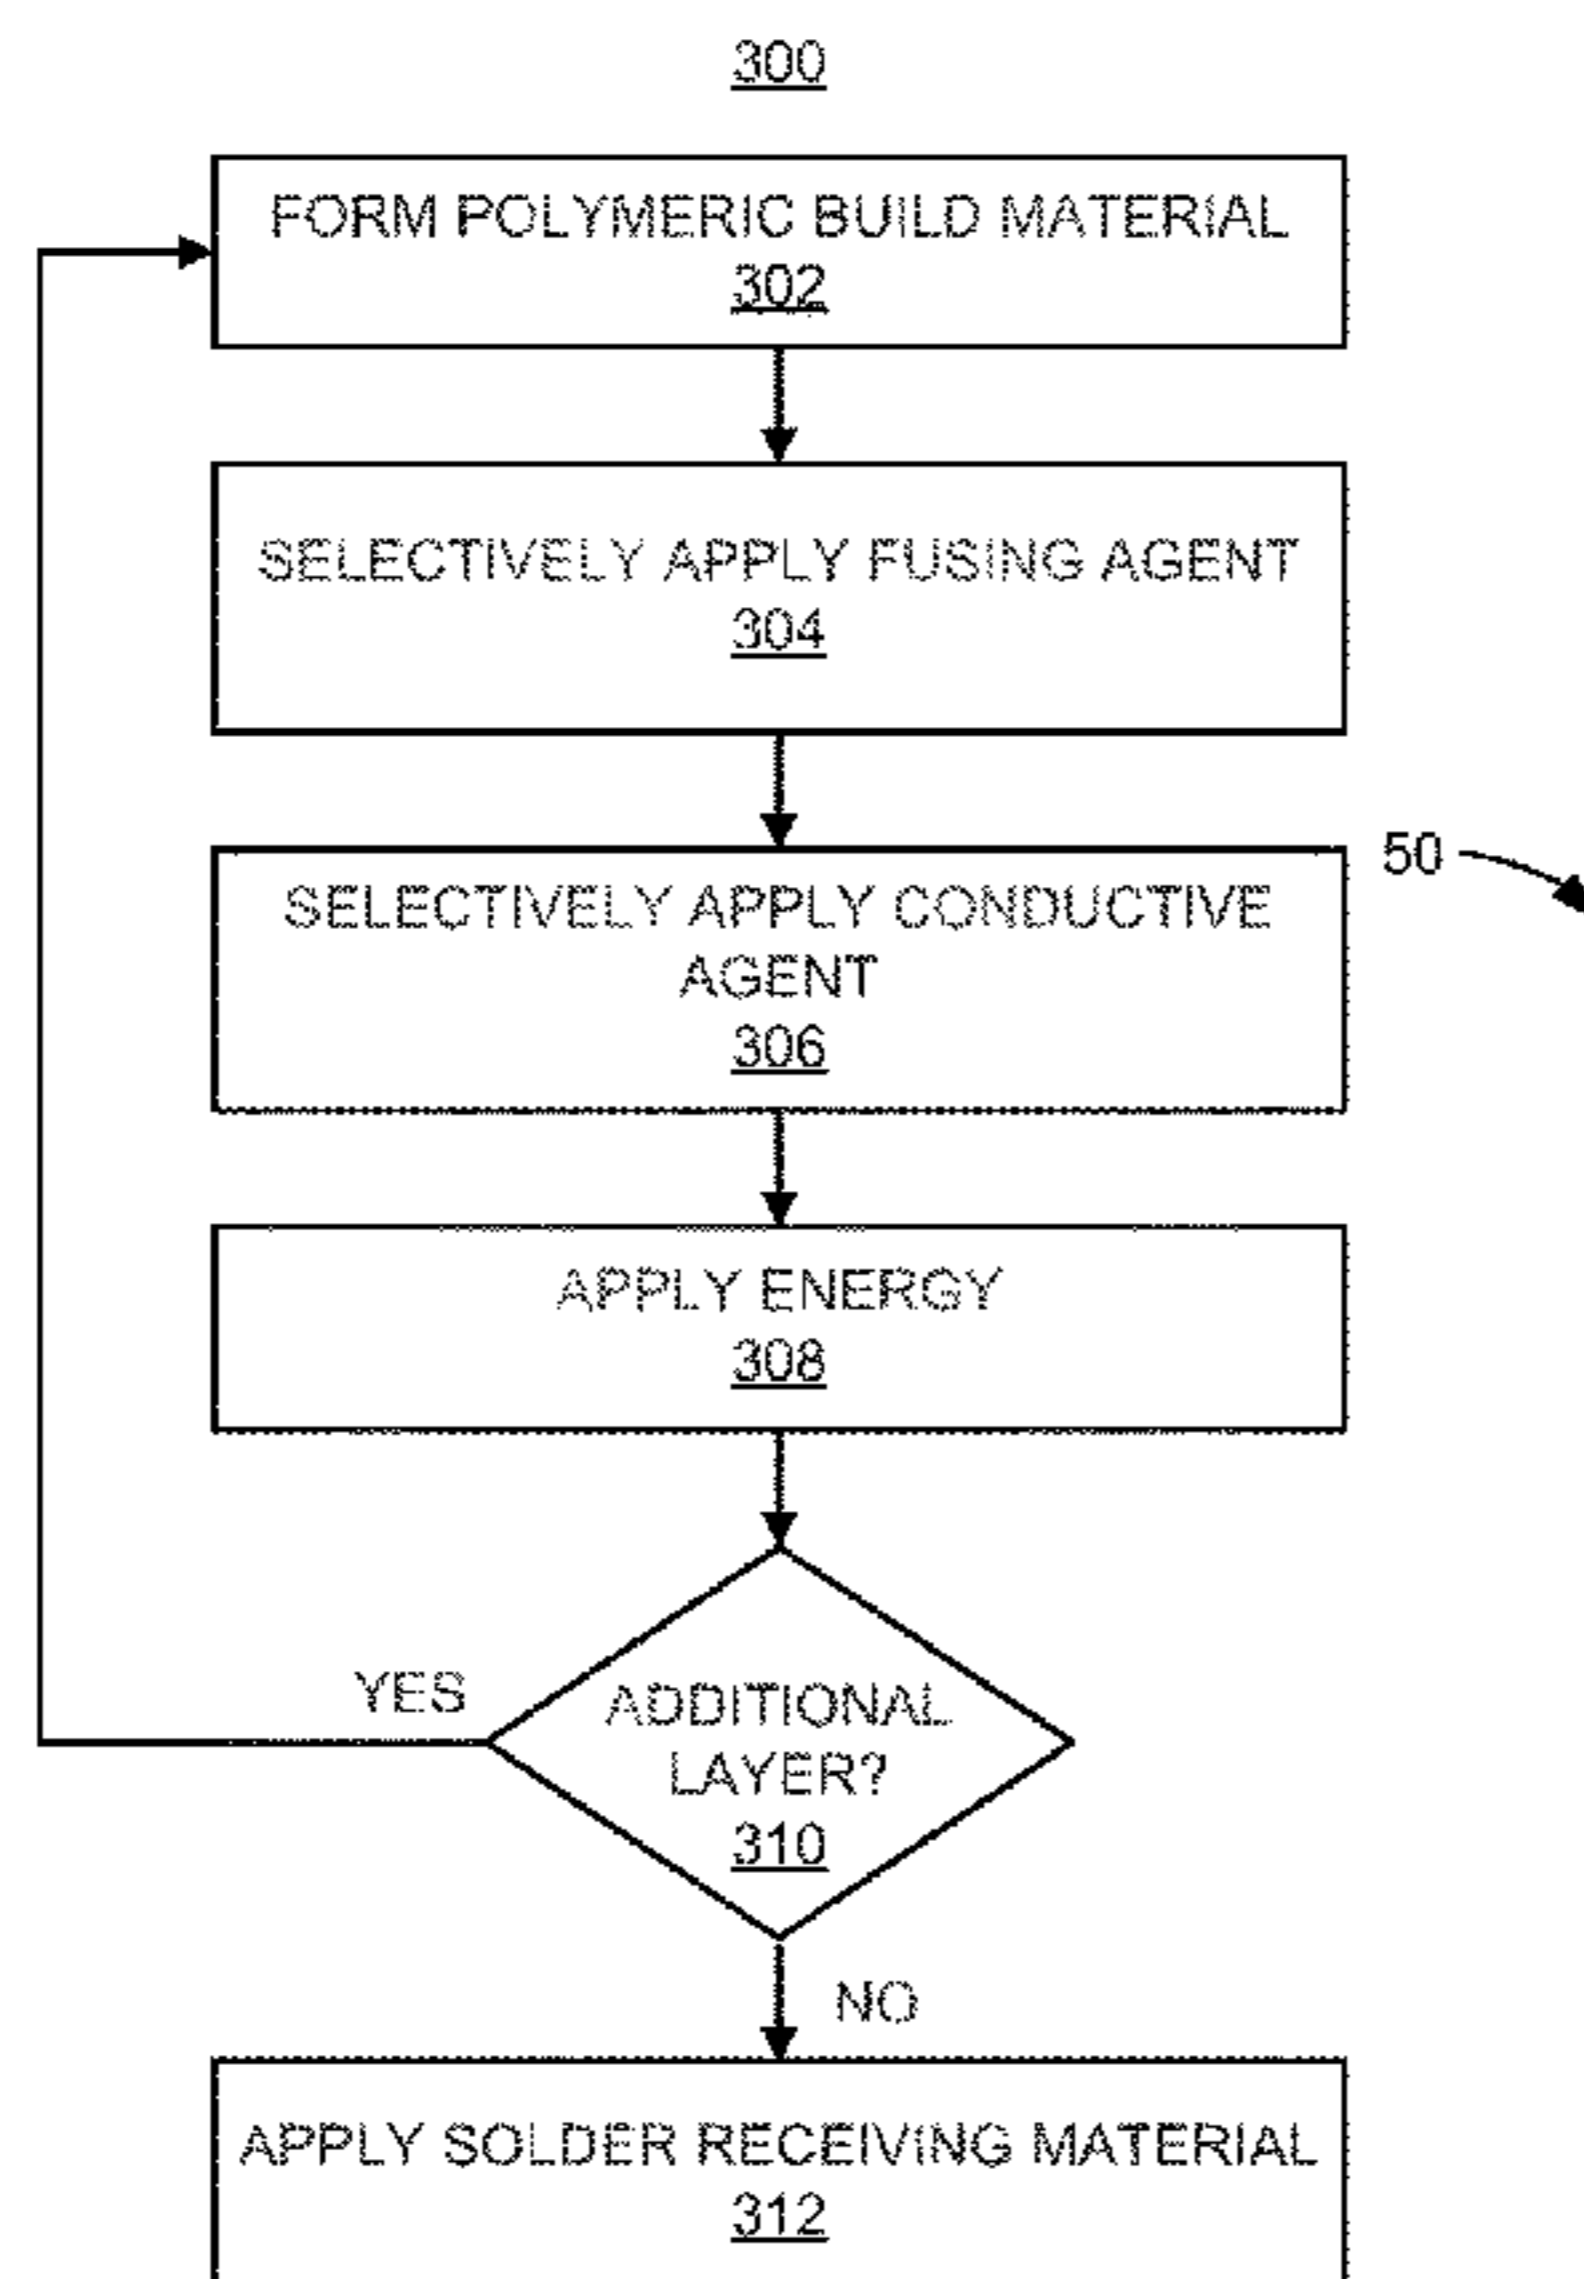 300
FORM POLYMERIC BUILD MATERIAL
302
SELECTIVELY APPLY FUSING AGENT
304
SELECTIVELY APPLY CONDUCTIVE
AGENT
306
50
APPLY ENERGY
308
YES
ADDITIONAL
LAYER?
310
NO
APPLY SOLDER RECEIVING MATERIAL
312